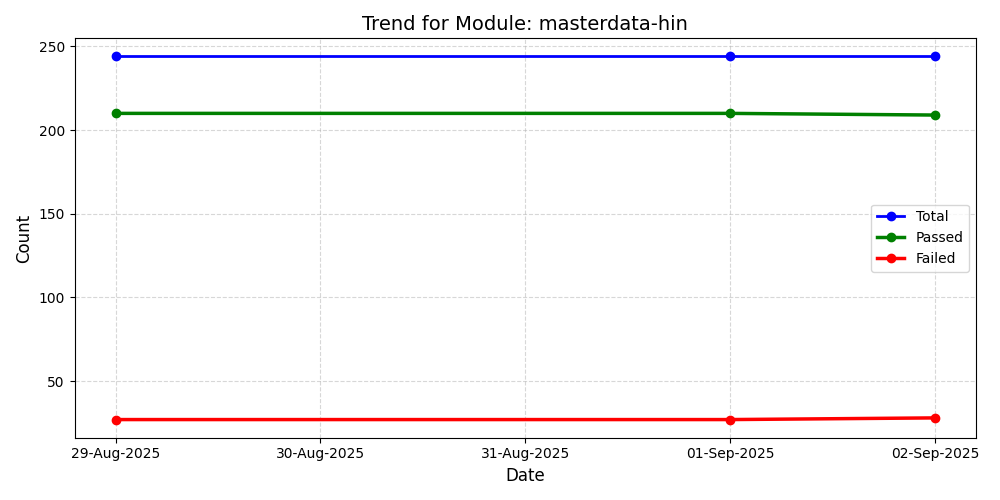 Trend for Module: masterdata-hin
250
200
150
100
50
Count
Total
Passed
Failed
29-Aug-2025
30-Aug-2025
31-Aug-2025
01-Sep-2025
02-Sep-2025
Date